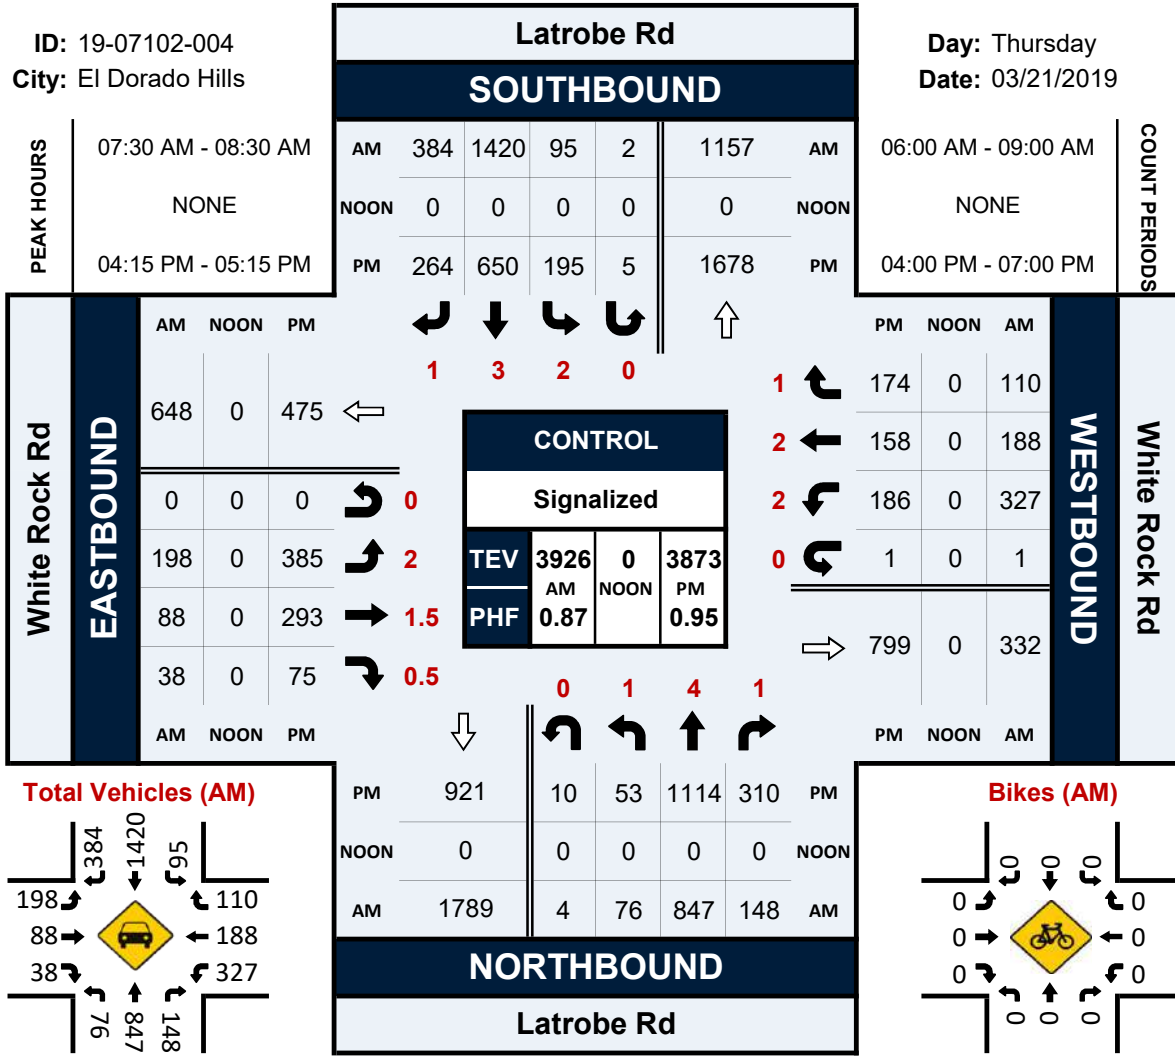 ID: 19-07102-004
City: El Dorado Hills
Day: Thursday
Date: 03/21/2019
Latrobe Rd
SOUTHBOUND
PEAK HOURS
07:30 AM - 08:30 AM
NONE
04:15 PM - 05:15 PM
AM 384 1420 95 2 1157 AM
NOON 0 0 0 0 0 NOON
PM 264 650 195 5 1678 PM
06:00 AM - 09:00 AM
NONE
04:00 PM - 07:00 PM
COUNT PERIODS
1 3 2 0
White Rock Rd
EASTBOUND
AM NOON PM
648 0 475
0 0 0 0
198 0 385 2
88 0 293 1.5
38 0 75 0.5
AM NOON PM
CONTROL
Signalized
TEV 3926 0 3873
AM NOON PM
PHF 0.87 0.95
PM NOON AM
1 174 0 110
2 158 0 188
2 186 0 327
0 1 0 1
799 0 332
PM NOON AM
WESTBOUND
White Rock Rd
0 1 4 1
PM 921 10 53 1114 310 PM
NOON 0 0 0 0 0 NOON
AM 1789 4 76 847 148 AM
NORTHBOUND
Latrobe Rd
Total Vehicles (AM)
384 1420 95
198 110
88 188
38 327
76 847 148
Bikes (AM)
0 0 0
0 0
0 0
0 0
0 0 0